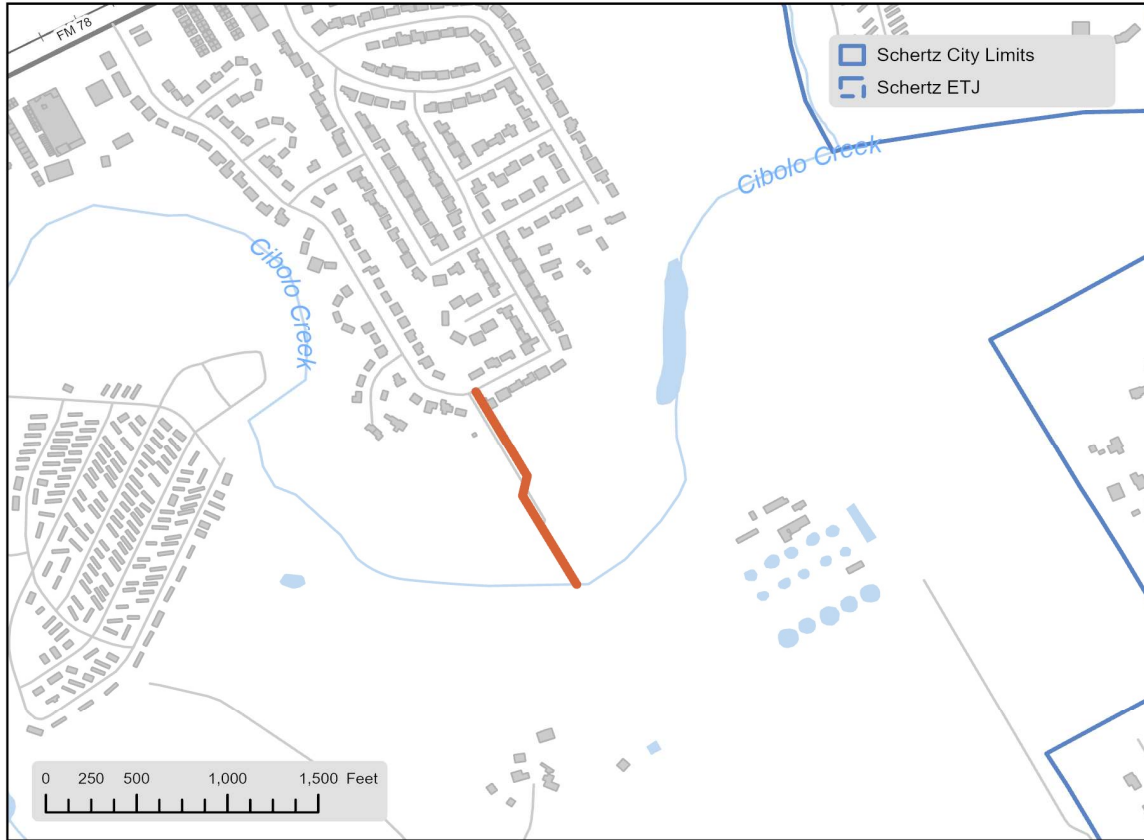 FM 78
Schertz City Limits
Schertz ETJ
Cibolo Creek
Cibolo Creek
0 250 500 1,000 1,500 Feet